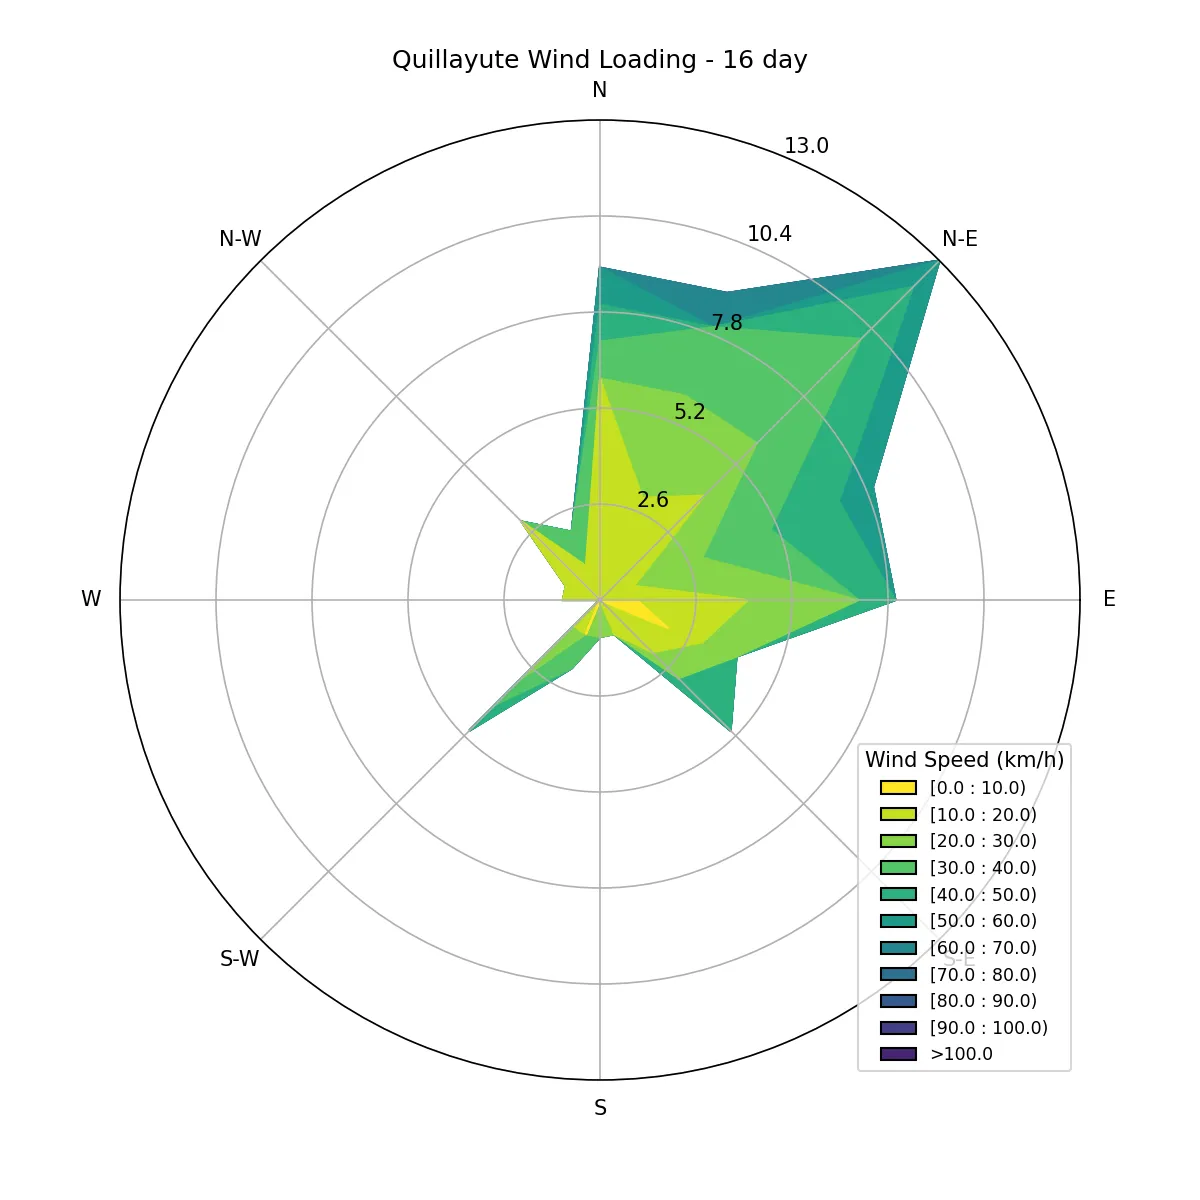 Quillayute Wind Loading - 16 day
N
13.0
10.4
N-W
N-E
7.8
5.2
2.6
W
E
S-W
S-E
S
Wind Speed (km/h)
[0.0 : 10.0)
[10.0 : 20.0)
[20.0 : 30.0)
[30.0 : 40.0)
[40.0 : 50.0)
[50.0 : 60.0)
[60.0 : 70.0)
[70.0 : 80.0)
[80.0 : 90.0)
[90.0 : 100.0)
>100.0